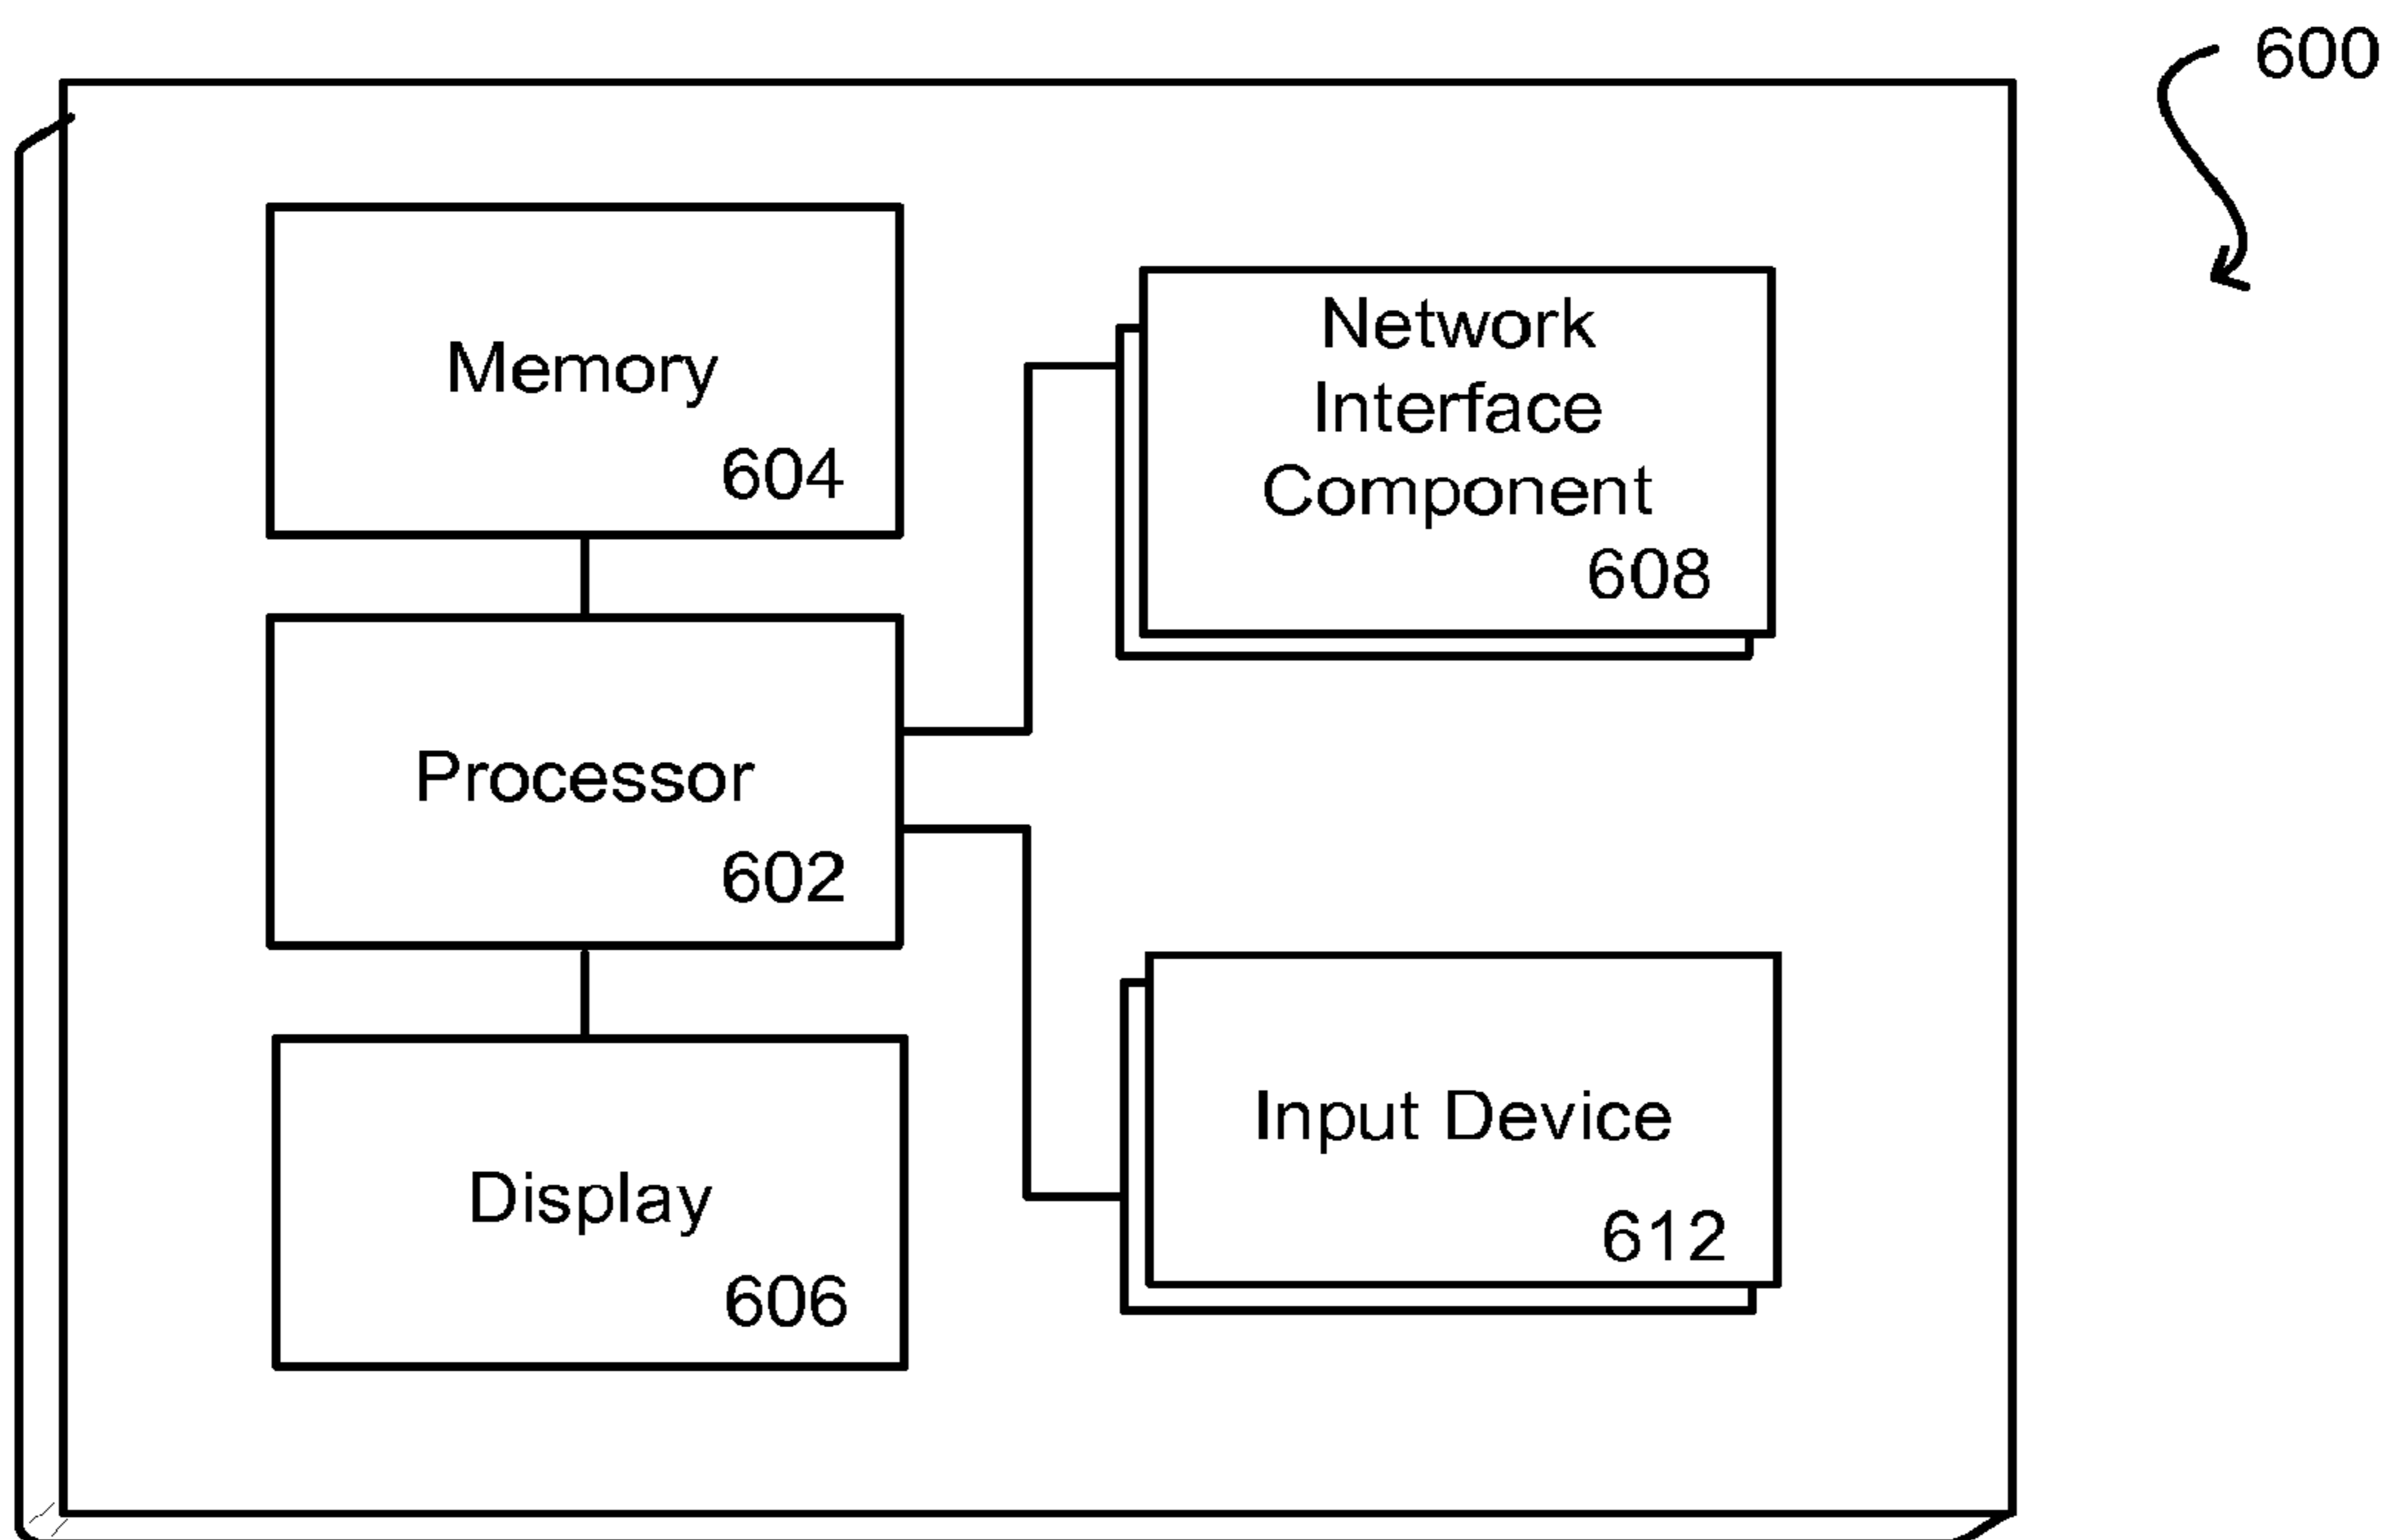 600
Memory
604
Network
Interface
Component
608
Processor
602
Input Device
612
Display
606